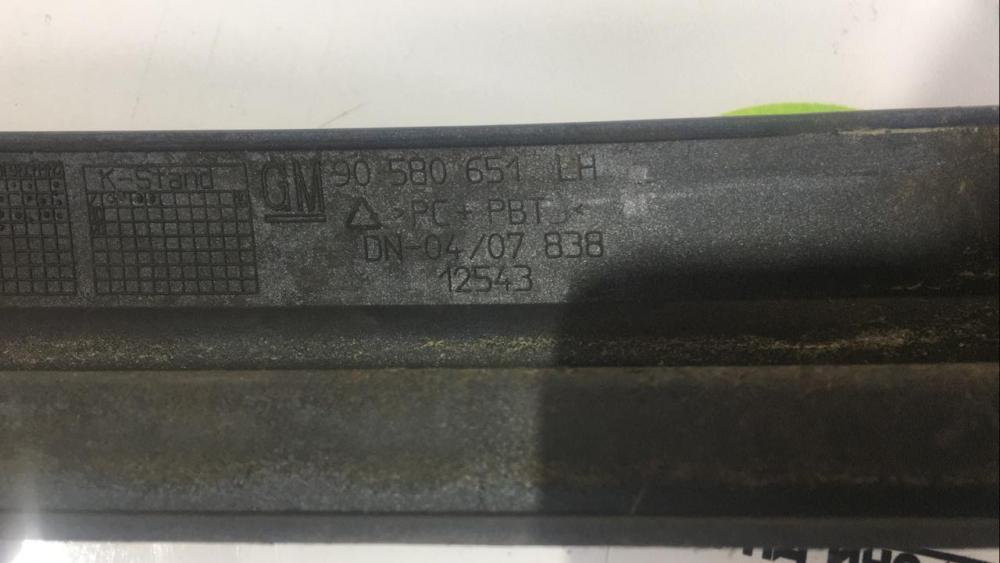 K-Stand
GM 90 580 651 LH
>PC+PBT<
DN-04/07 838
12543